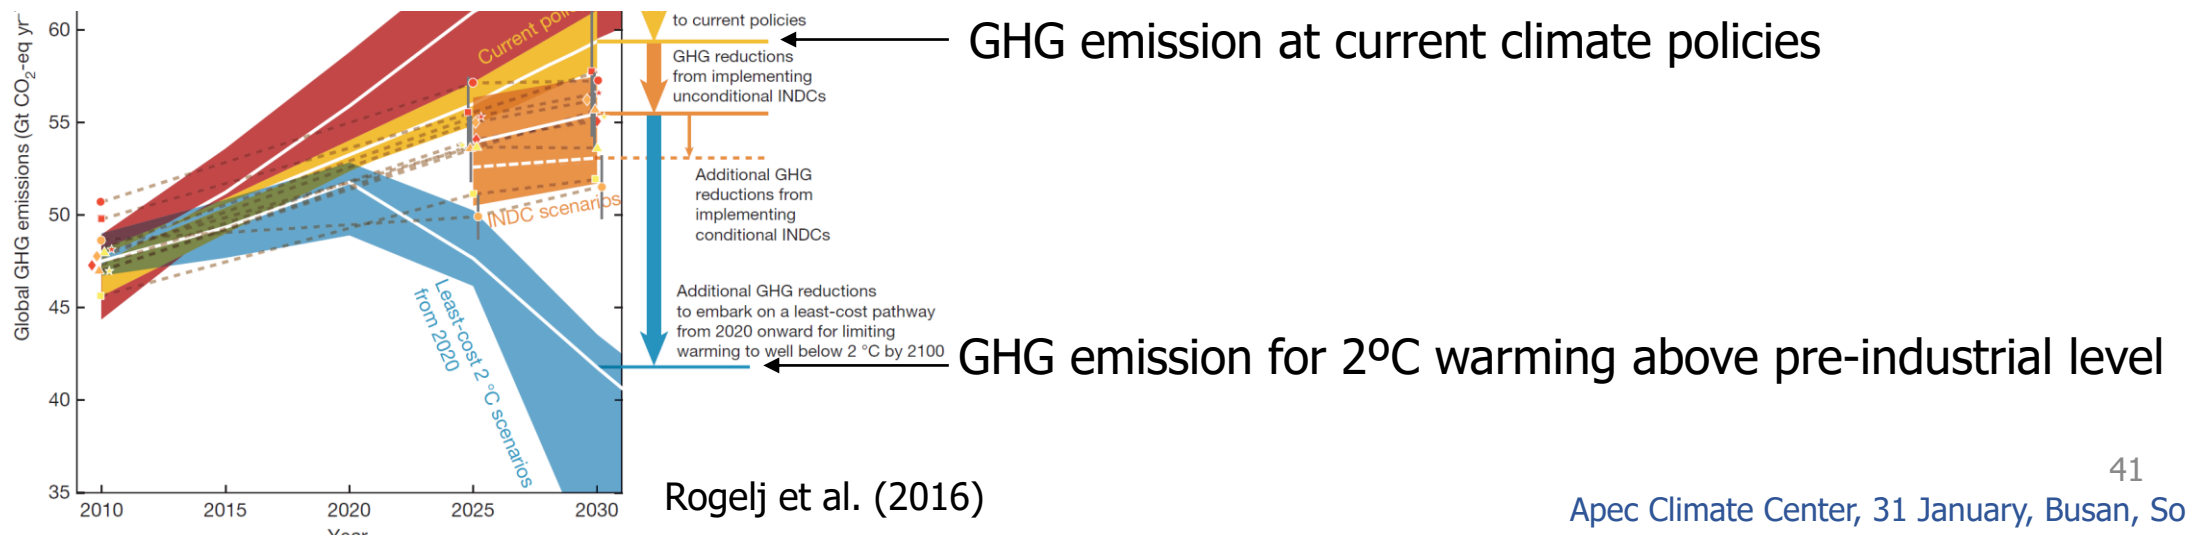 60
55
50
45
40
35
Global GHG emissions (Gt CO2-eq yr
2010
2015
2020
2025
2030
Current
INDC scenarios
Least-cost 2 °C scenarios
from 2020
to current policies
GHG reductions
from implementing
unconditional INDCs
Additional GHG
reductions from
implementing
conditional INDCs
Additional GHG reductions
to embark on a least-cost pathway
from 2020 onward for limiting
warming to well below 2 °C by 2100
GHG emission at current climate policies
GHG emission for 2ºC warming above pre-industrial level
Rogelj et al. (2016)
41
Apec Climate Center, 31 January, Busan, So